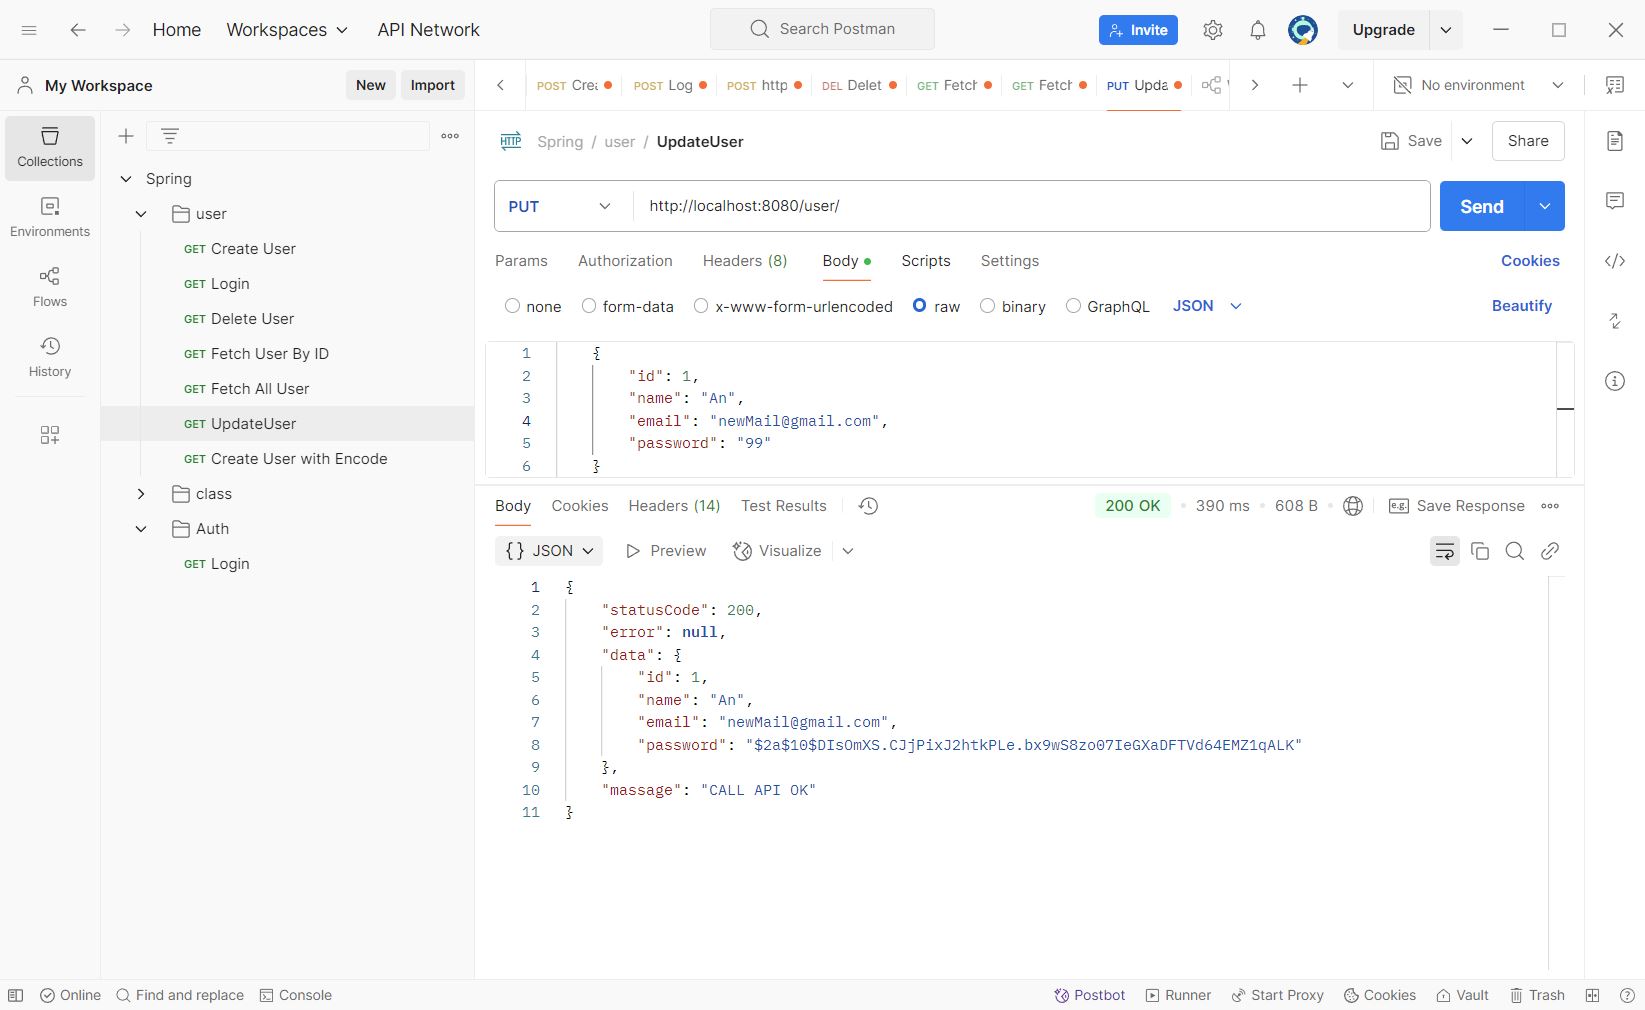 Home Workspaces API Network Search Postman Invite Upgrade
My Workspace New Import
POST Crea POST Log POST http DEL Delet GET Fetch GET Fetch PUT Upda No environment
Collections
Environments
Flows
History
Spring
user
GET Create User
GET Login
GET Delete User
GET Fetch User By ID
GET Fetch All User
GET UpdateUser
GET Create User with Encode
class
Auth
GET Login
HTTP Spring / user / UpdateUser Save Share
PUT http://localhost:8080/user/ Send
Params Authorization Headers (8) Body Scripts Settings Cookies
none form-data x-www-form-urlencoded raw binary GraphQL JSON Beautify
1 {
2 "id": 1,
3 "name": "An",
4 "email": "newMail@gmail.com",
5 "password": "99"
6 }
Body Cookies Headers (14) Test Results 200 OK • 390 ms • 608 B • e.g. Save Response
{} JSON Preview Visualize
1 {
2 "statusCode": 200,
3 "error": null,
4 "data": {
5 "id": 1,
6 "name": "An",
7 "email": "newMail@gmail.com",
8 "password": "$2a$10$DIsOmXS.CJjPixJ2htkPLe.bx9wS8zo07IeGXaDFTVd64EMZ1qALK"
9 },
10 "massage": "CALL API OK"
11 }
Online Find and replace Console Postbot Runner Start Proxy Cookies Vault Trash